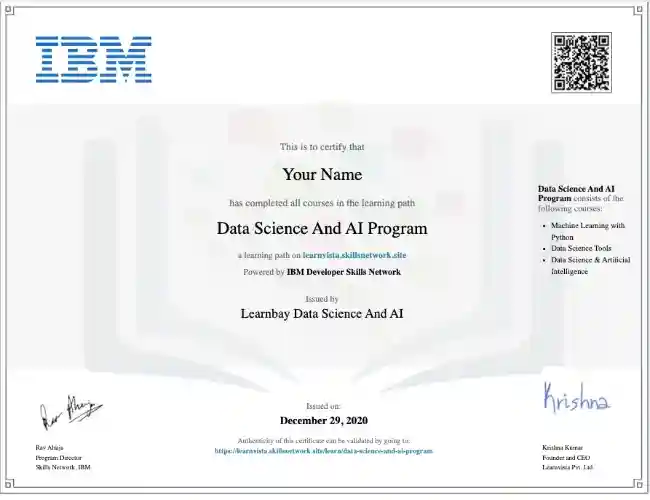 IBM
This is to certify that
Your Name
has completed all courses in the learning path
Data Science And AI Program
a learning path on learnvista.skillsnetwork.site
Powered by IBM Developer Skills Network
Issued by
Learnbay Data Science And AI
Data Science And AI
Program consists of the
following courses:
• Machine Learning with
Python
• Data Science Tools
• Data Science & Artificial
Intelligence
Rav Ahuja
Rav Ahuja
Program Director
Skills Network, IBM
Issued on:
December 29, 2020
Authenticity of this certificate can be validated by going to:
https://learnvista.skillsnetwork.site/learn/data-science-and-ai-program
Krishna
Krishna Kumar
Founder and CEO
Learnvista Pvt. Ltd